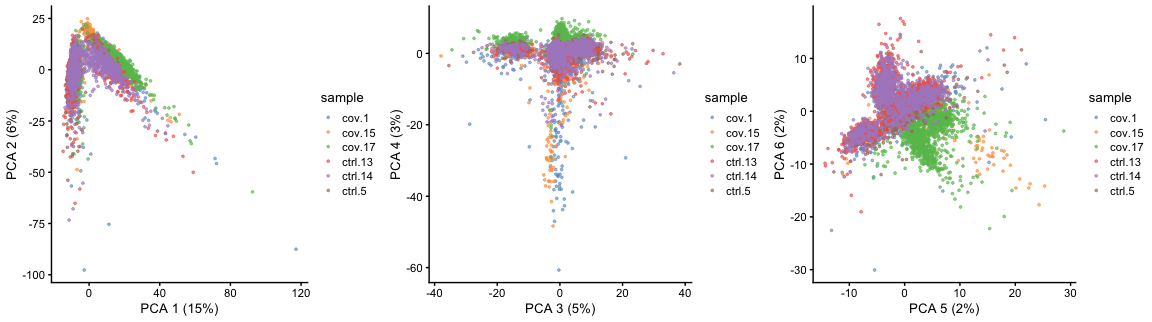 25
0
-25
-50
-75
-100
PCA 2 (6%)
0
40
80
120
PCA 1 (15%)
sample
cov.1
cov.15
cov.17
ctrl.13
ctrl.14
ctrl.5
0
-20
-40
-60
PCA 4 (3%)
-40
-20
0
20
40
PCA 3 (5%)
sample
cov.1
cov.15
cov.17
ctrl.13
ctrl.14
ctrl.5
10
0
-10
-20
-30
PCA 6 (2%)
-10
0
10
20
30
PCA 5 (2%)
sample
cov.1
cov.15
cov.17
ctrl.13
ctrl.14
ctrl.5